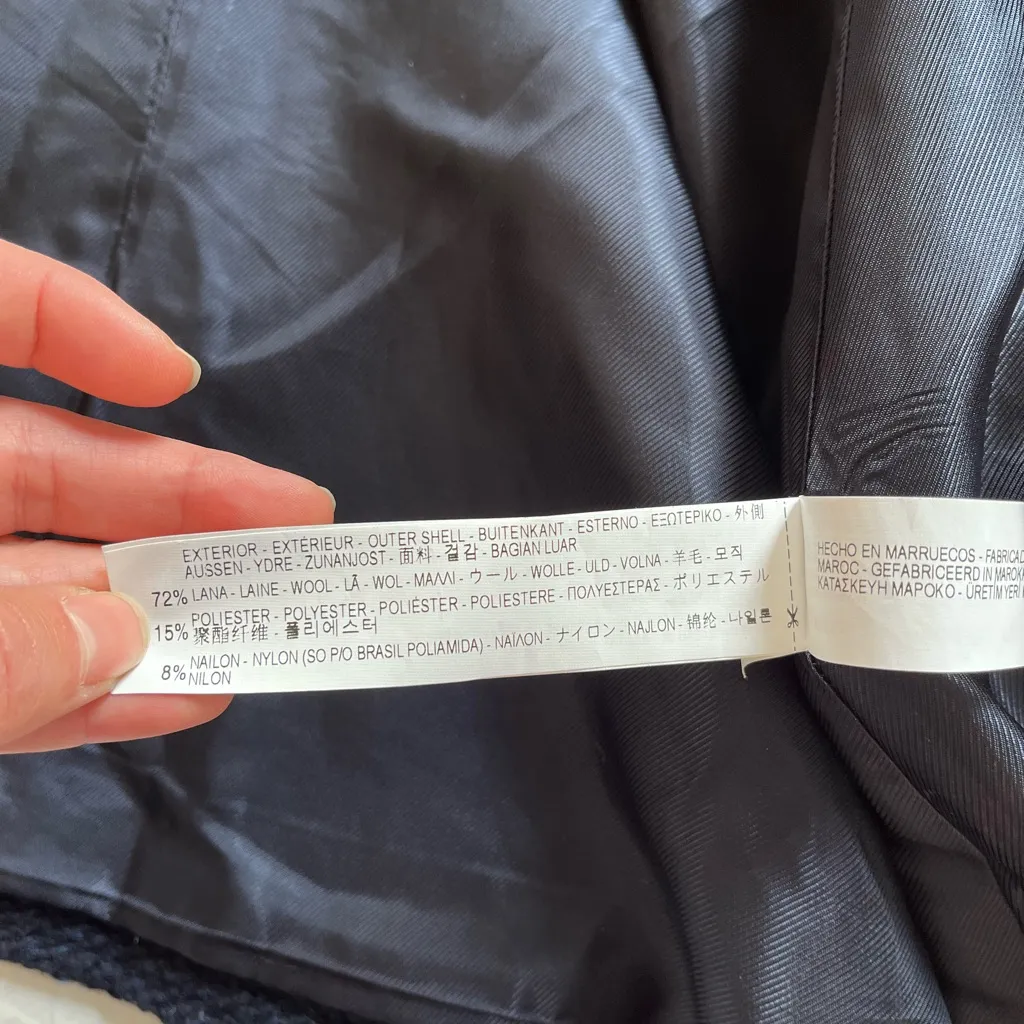 EXTERIOR - EXTÉRIEUR - OUTER SHELL - BUITENKANT - ESTERNO - ΕΞΩΤΕΡΙΚΟ - 外側
AUSSEN - YDRE - ZUNANJOST - 面料 - 겉감 - BAGIAN LUAR
72% LANA - LAINE - WOOL - LÃ - WOL - ΜΑΛΛΙ - ウール - WOLLE - ULD - VOLNA - 羊毛 - 모직
15% POLIESTER - POLYESTER - POLIÉSTER - POLIESTERE - ΠΟΛΥΕΣΤΕΡΑΣ - ポリエステル
聚酯纤维 - 폴리에스터
8% NAILON - NYLON (SO P/O BRASIL POLIAMIDA) - NAÏΛON - ナイロン - NAJLON - 锦纶 - 나일론
NILON
HECHO EN MARRUECOS -
MAROC - GEFABRICEERD IN
ΚΑΤΑΣΚΕΥΗ ΜΑΡΟΚΟ - ÜRETİM YERİ